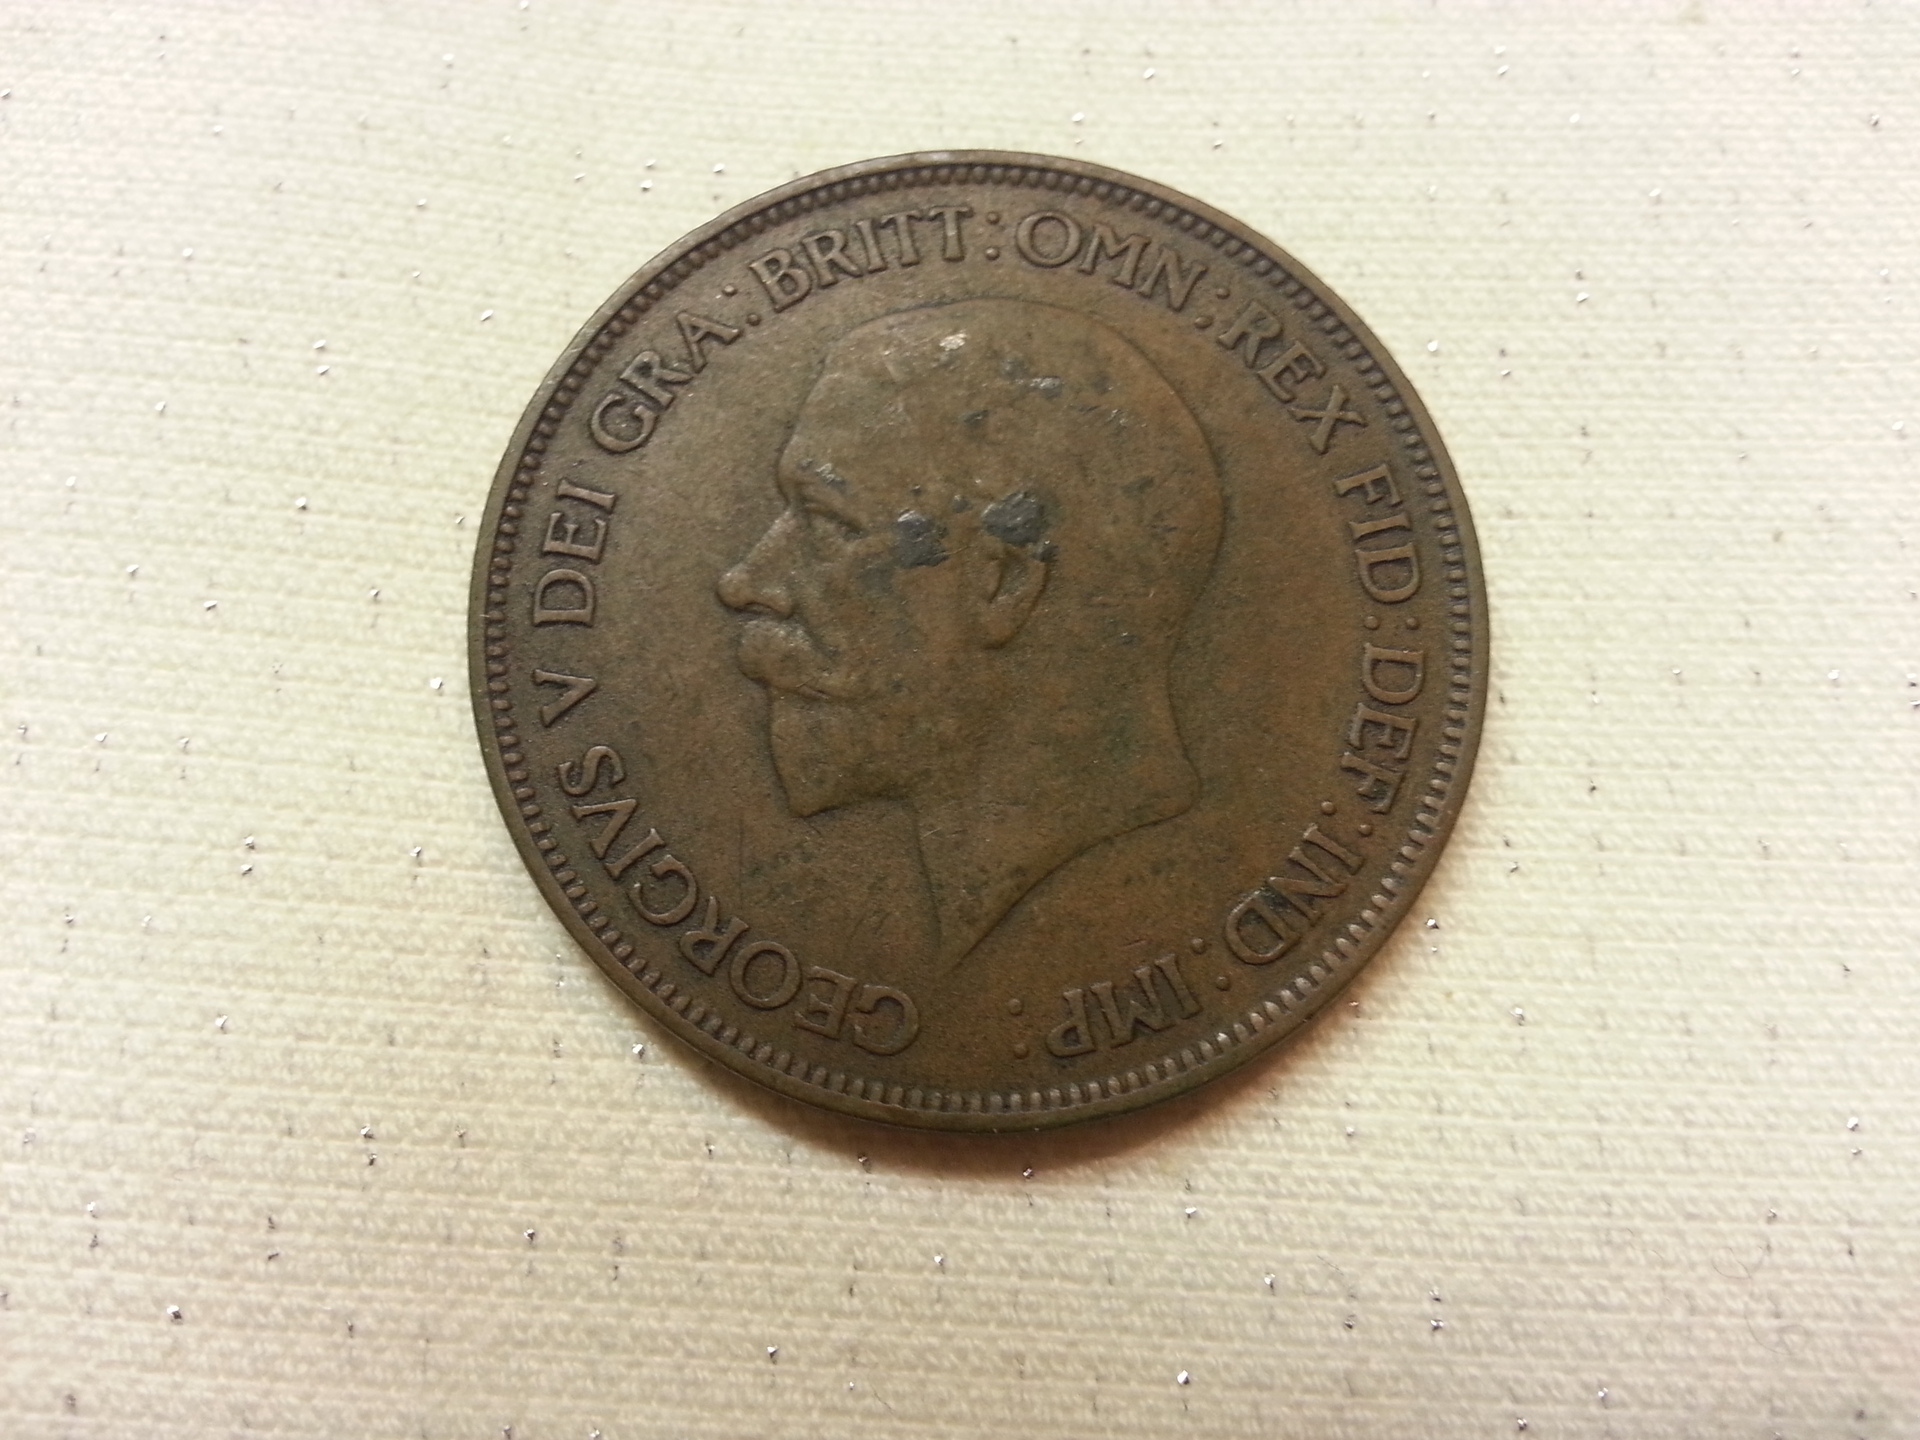 GEORGIVS V DEI GRA: BRITT: OMN: REX FID: DEF: IND: IMP: